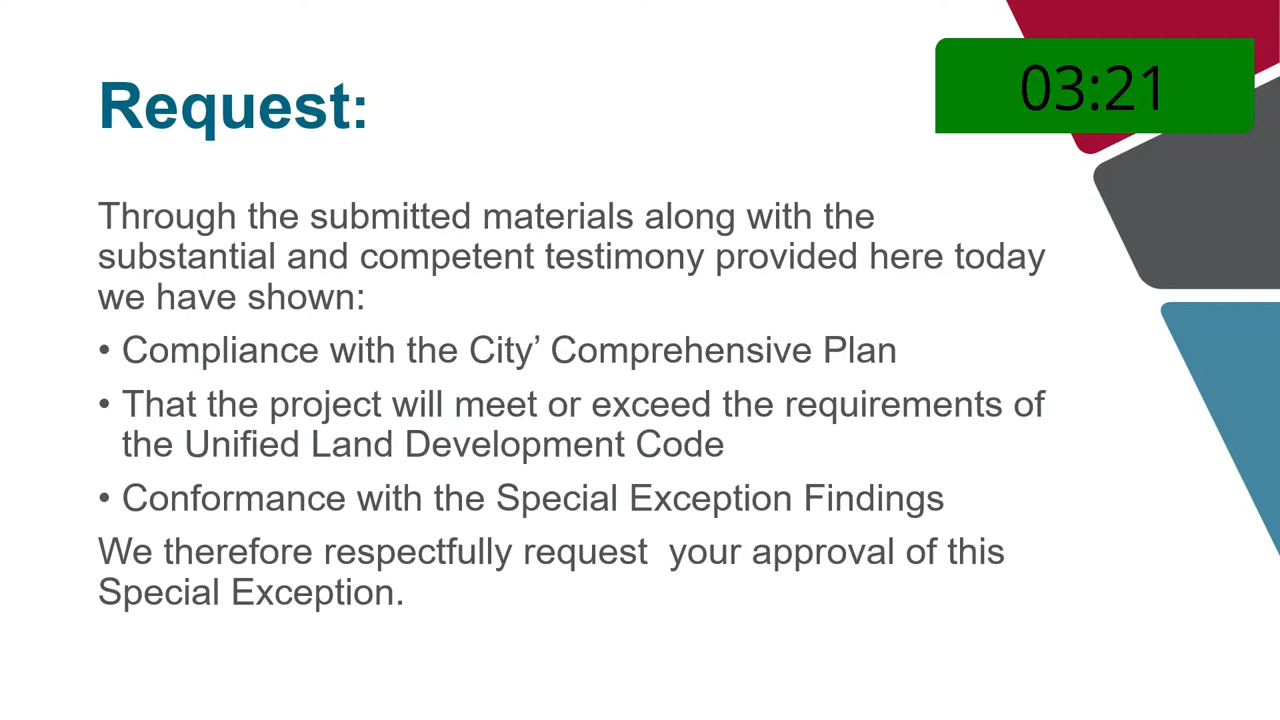 Request:
03:21
Through the submitted materials along with the
substantial and competent testimony provided here today
we have shown:
• Compliance with the City’ Comprehensive Plan
• That the project will meet or exceed the requirements of
the Unified Land Development Code
• Conformance with the Special Exception Findings
We therefore respectfully request  your approval of this
Special Exception.